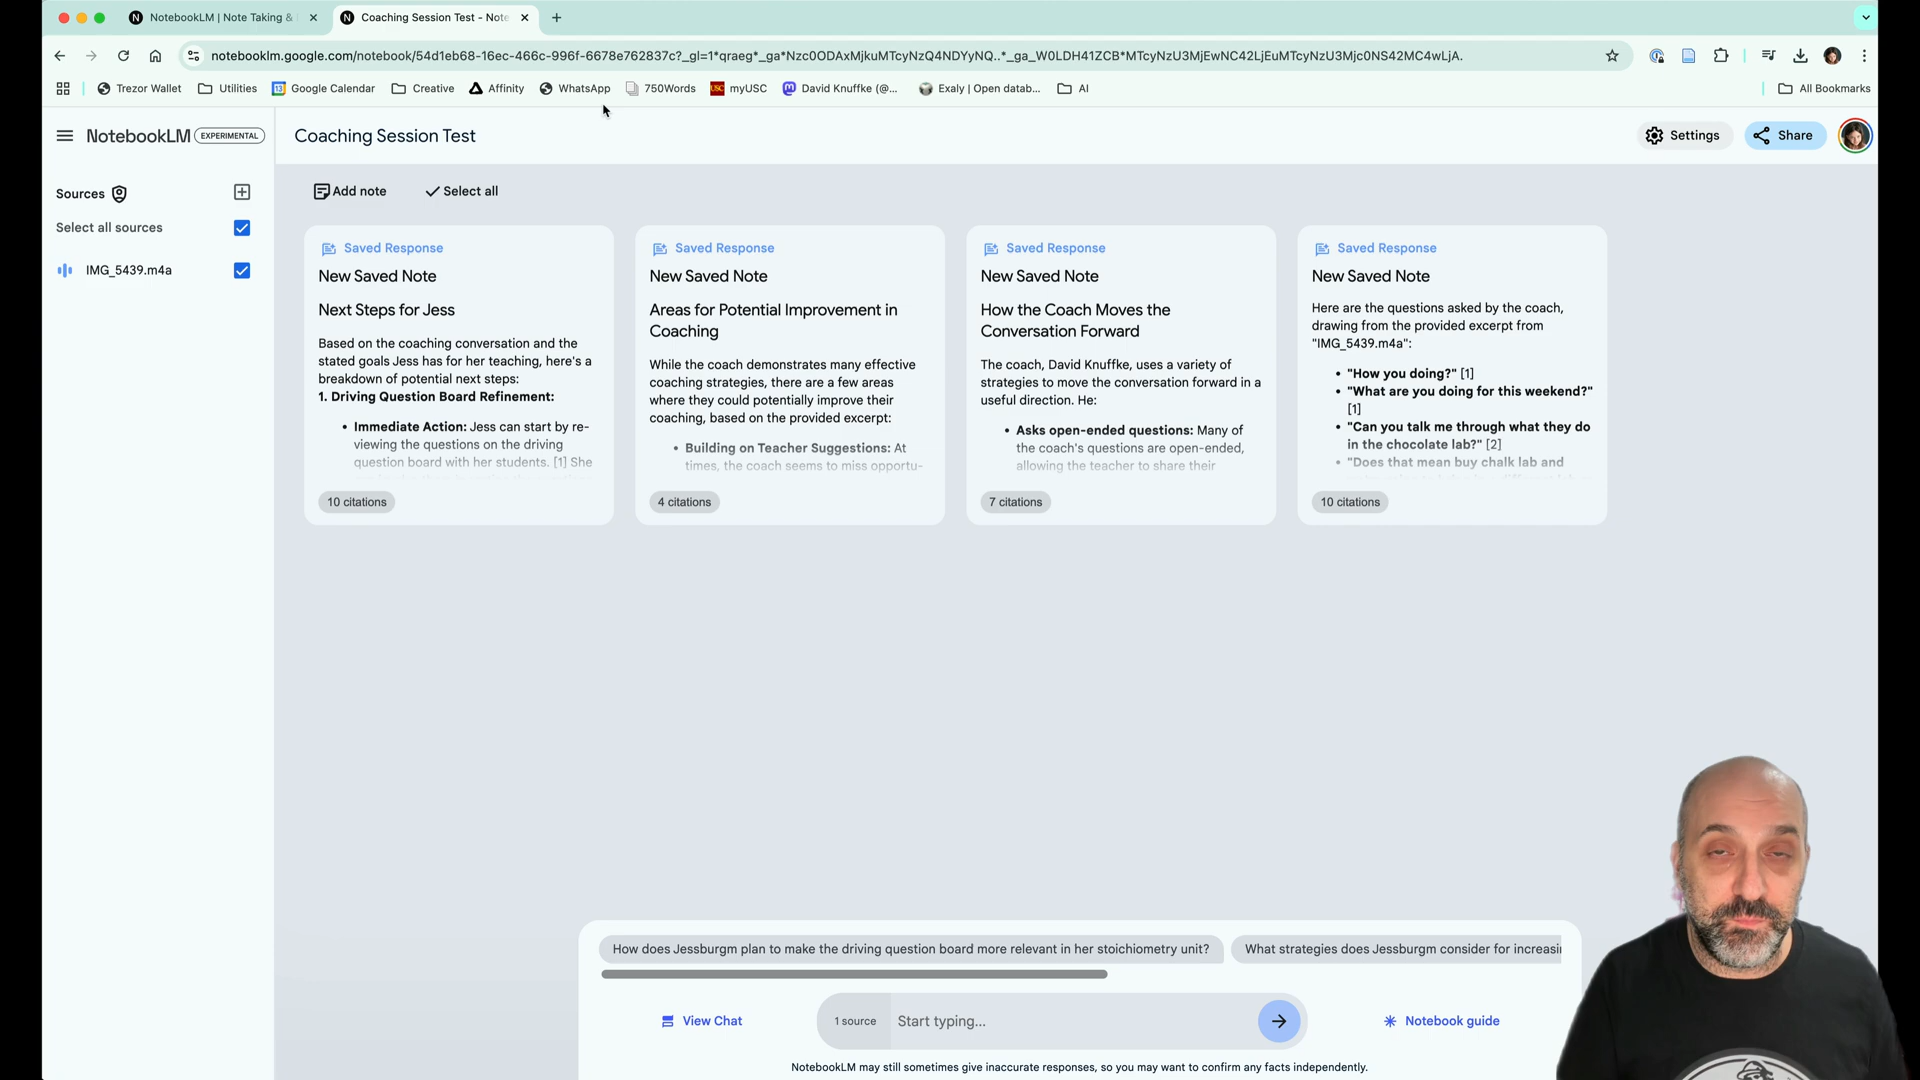 NotebookLM | Note Taking &
Coaching Session Test - Note
notebooklm.google.com/notebook/54d1eb68-16ec-466c-996f-6678e762837c?_gl=1*qraeg*_ga*Nzc0ODAxMjkuMTcyNzQ4NDYyNQ..*_ga_W0LDH41ZCB*MTcyNzU3MjEwNC42LjEuMTcyNzU3Mjc0NS42MC4wLjA.
Trezor Wallet Utilities Google Calendar Creative Affinity WhatsApp 750Words USC myUSC David Knuffke (@... Exaly | Open datab... AI All Bookmarks
NotebookLM EXPERIMENTAL
Coaching Session Test
Settings
Share
Sources
Select all sources
IMG_5439.m4a
Add note
Select all
Saved Response
New Saved Note
Next Steps for Jess
Based on the coaching conversation and the
stated goals Jess has for her teaching, here's a
breakdown of potential next steps:
1. Driving Question Board Refinement:
• Immediate Action: Jess can start by re-
viewing the questions on the driving
question board with her students. [1] She
10 citations
Saved Response
New Saved Note
Areas for Potential Improvement in
Coaching
While the coach demonstrates many effective
coaching strategies, there are a few areas
where they could potentially improve their
coaching, based on the provided excerpt:
• Building on Teacher Suggestions: At
times, the coach seems to miss opportu-
4 citations
Saved Response
New Saved Note
How the Coach Moves the
Conversation Forward
The coach, David Knuffke, uses a variety of
strategies to move the conversation forward in a
useful direction. He:
• Asks open-ended questions: Many of
the coach's questions are open-ended,
allowing the teacher to share their
7 citations
Saved Response
New Saved Note
Here are the questions asked by the coach,
drawing from the provided excerpt from
"IMG_5439.m4a":
• "How you doing?" [1]
• "What are you doing for this weekend?"
[1]
• "Can you talk me through what they do
in the chocolate lab?" [2]
• "Does that mean buy chalk lab and
10 citations
How does Jessburgm plan to make the driving question board more relevant in her stoichiometry unit?
What strategies does Jessburgm consider for increasin
View Chat
1 source
Start typing...
Notebook guide
NotebookLM may still sometimes give inaccurate responses, so you may want to confirm any facts independently.